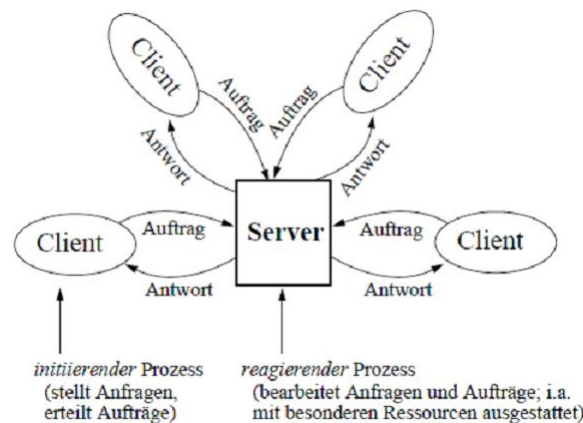 Client
Client
Auftrag
Auftrag
Antwort
Antwort
Client
Auftrag
Server
Auftrag
Client
Antwort
Antwort
initiierender Prozess
(stellt Anfragen,
erteilt Aufträge)
reagierender Prozess
(bearbeitet Anfragen und Aufträge; i.a.
mit besonderen Ressourcen ausgestattet)